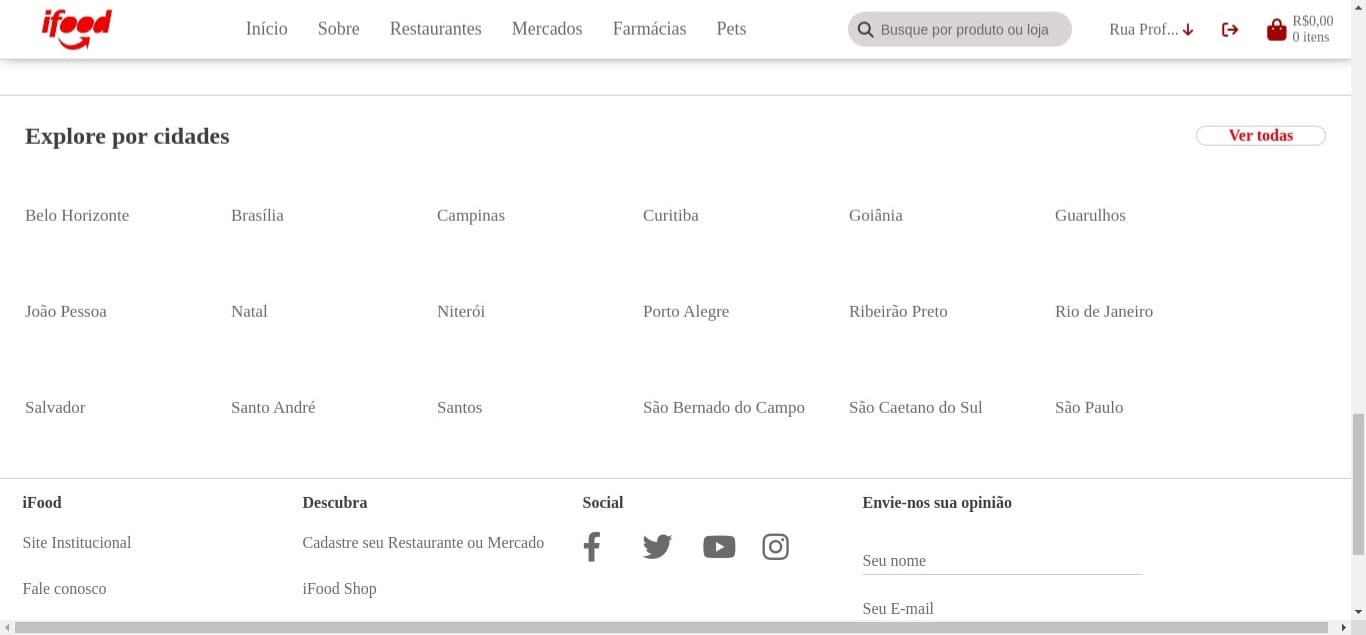 ifood Início Sobre Restaurantes Mercados Farmácias Pets Busque por produto ou loja Rua Prof... R$0,00
0 itens
Explore por cidades Ver todas
Belo Horizonte Brasília Campinas Curitiba Goiânia Guarulhos
João Pessoa Natal Niterói Porto Alegre Ribeirão Preto Rio de Janeiro
Salvador Santo André Santos São Bernado do Campo São Caetano do Sul São Paulo
iFood Descubra Social Envie-nos sua opinião
Site Institucional Cadastre seu Restaurante ou Mercado
Seu nome
Fale conosco iFood Shop
Seu E-mail